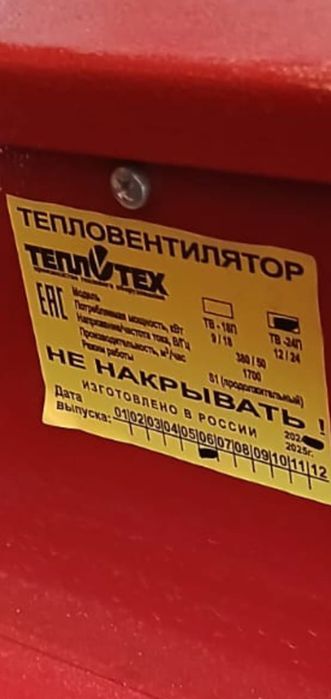 ТЕПЛОВЕНТИЛЯТОР
ТЕПЛОТЕХ
EAC
Модель ТВ - 18П ТВ -24П
Потребляемая мощность, кВт 9 / 18 12 / 24
Напряжение/частота тока, В/Гц 380 / 50
Производительность, м³/час 1700
Режим работы S1 (продолжительный)
НЕ НАКРЫВАТЬ !
ИЗГОТОВЛЕНО В РОССИИ
Дата выпуска: 01 02 03 04 05 06 07 08 09 10 11 12
2025г.